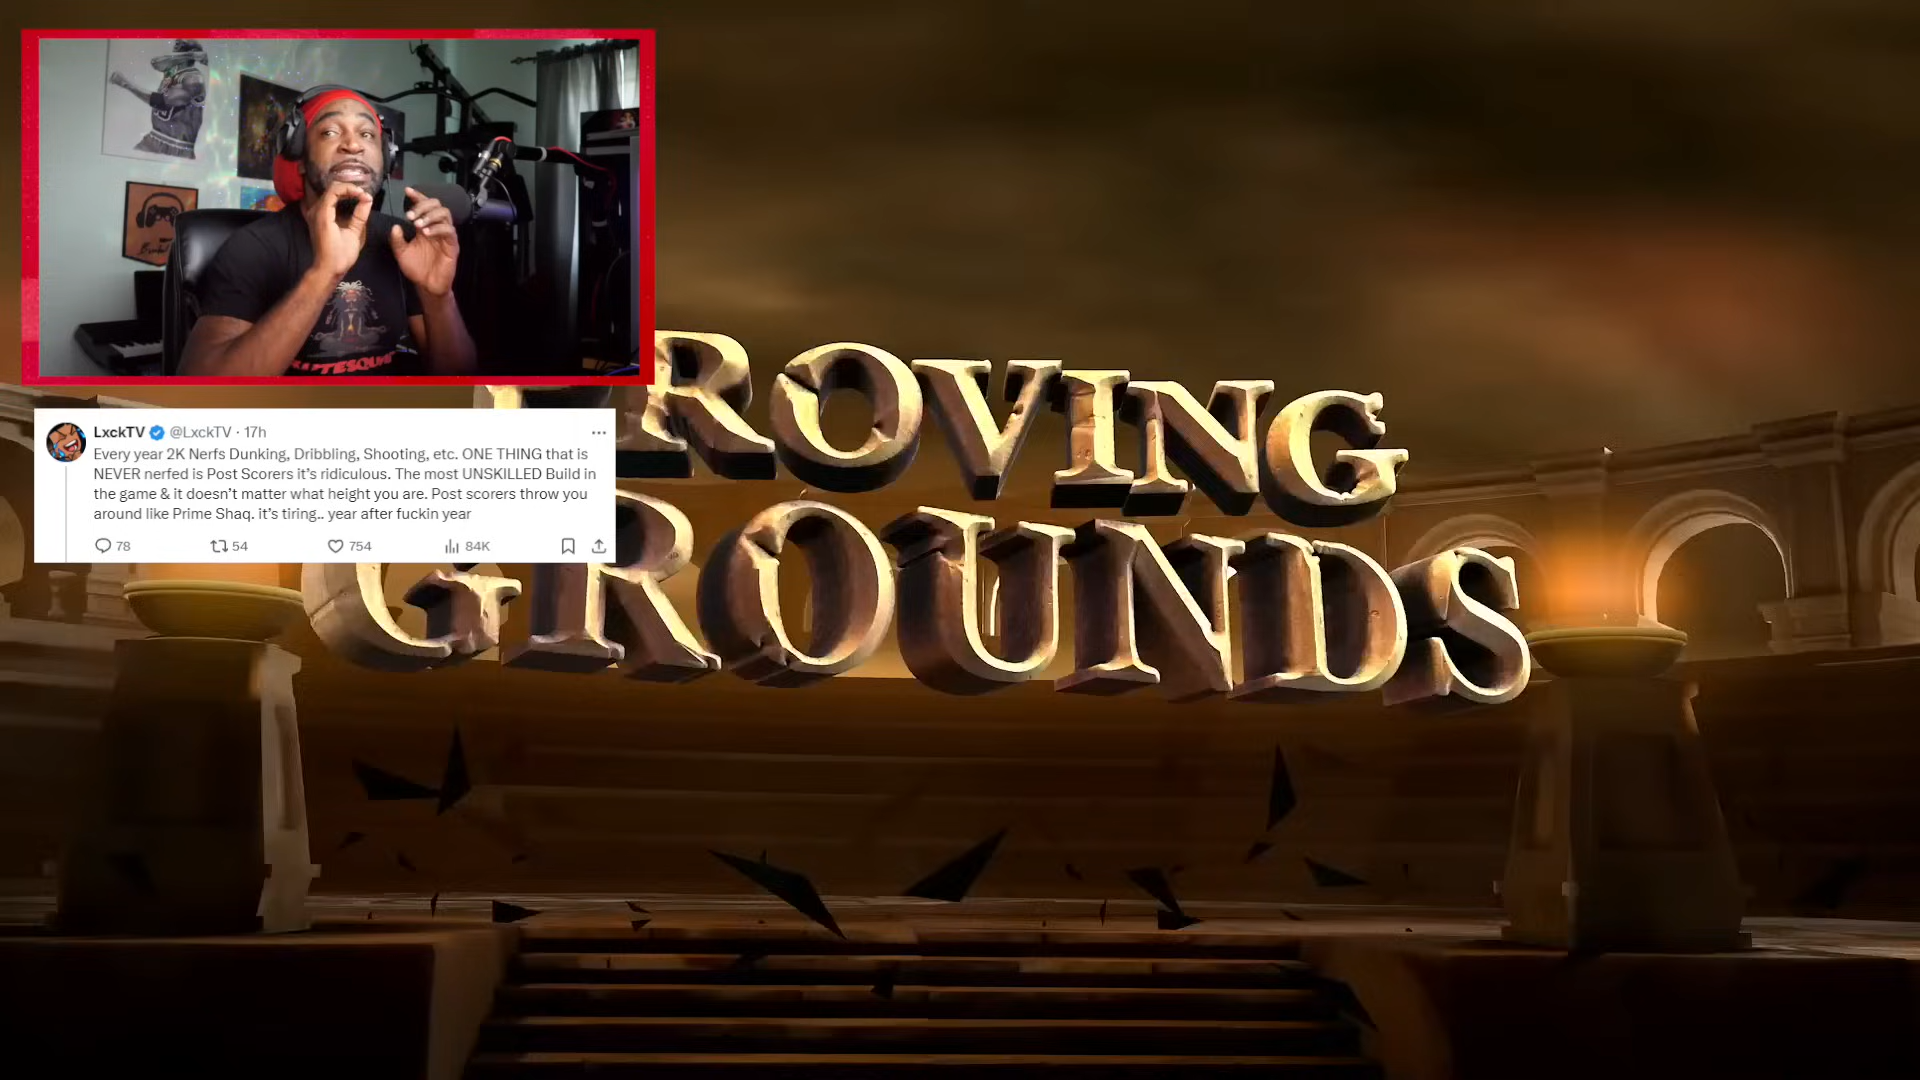 LxckTV @LxckTV · 17h
Every year 2K Nerfs Dunking, Dribbling, Shooting, etc. ONE THING that is
NEVER nerfed is Post Scorers it’s ridiculous. The most UNSKILLED Build in
the game & it doesn’t matter what height you are. Post scorers throw you
around like Prime Shaq. it’s tiring.. year after fuckin year
78 54 754 84K
PROVING
GROUNDS